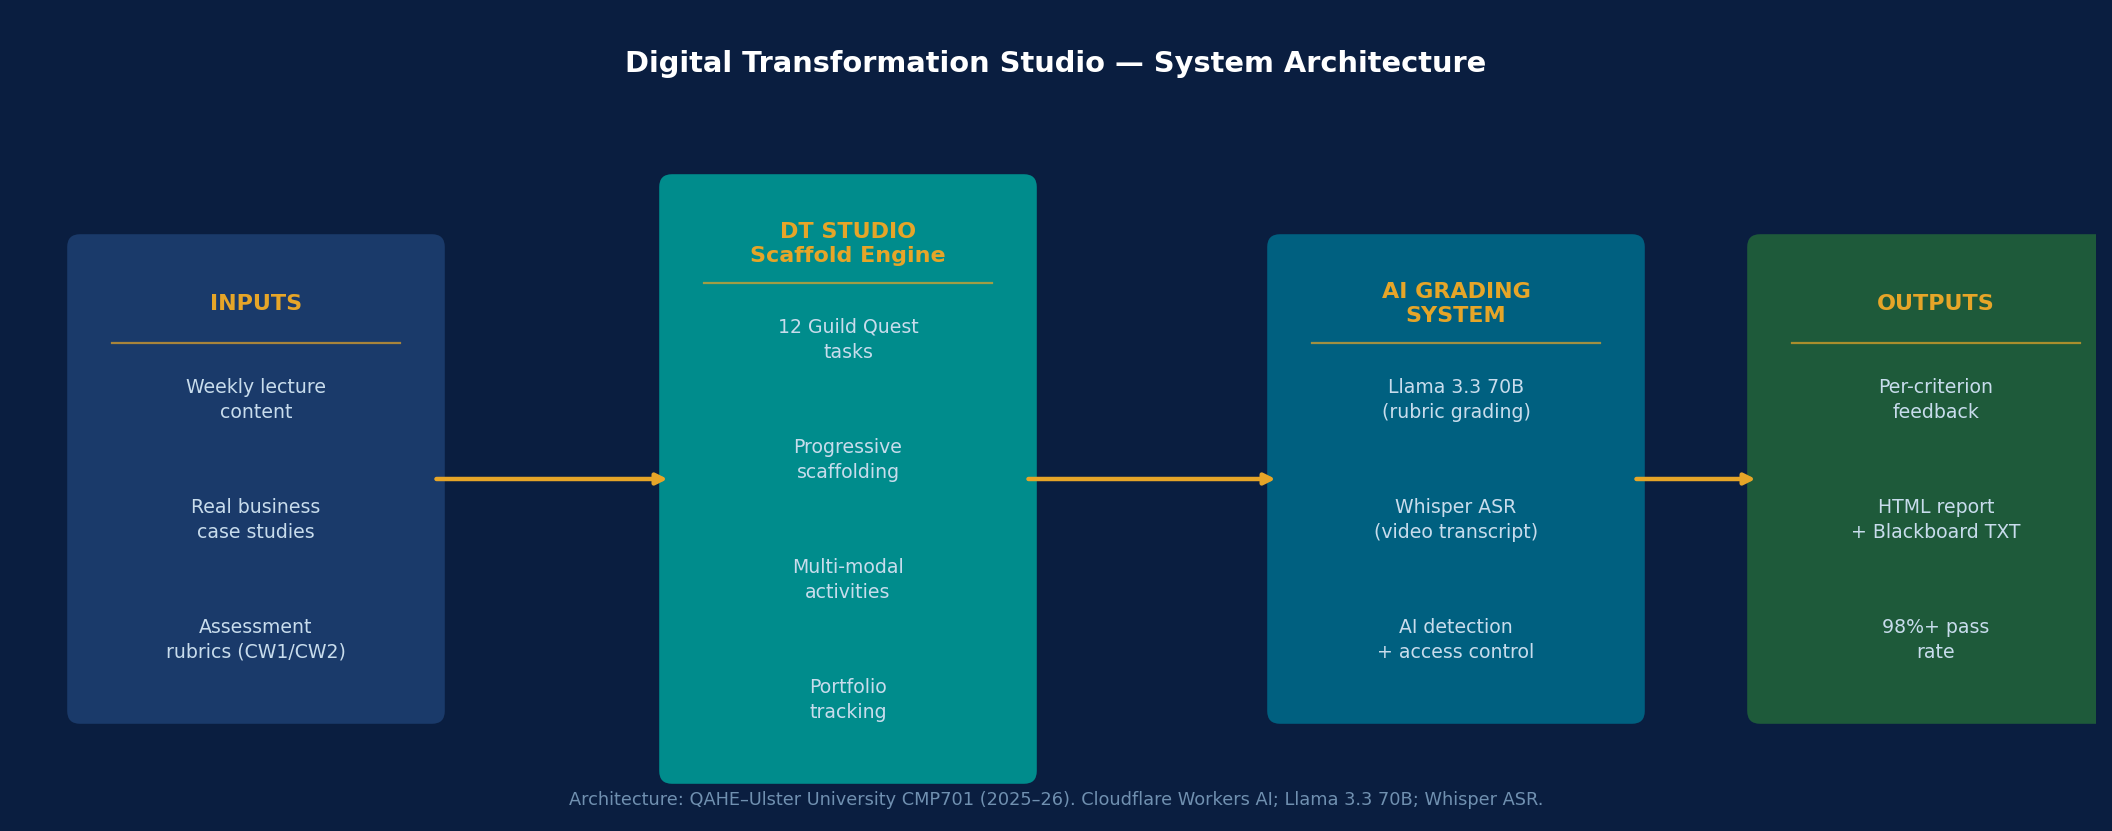 Digital Transformation Studio — System Architecture
INPUTS
Weekly lecture
content
Real business
case studies
Assessment
rubrics (CW1/CW2)
DT STUDIO
Scaffold Engine
12 Guild Quest
tasks
Progressive
scaffolding
Multi-modal
activities
Portfolio
tracking
AI GRADING
SYSTEM
Llama 3.3 70B
(rubric grading)
Whisper ASR
(video transcript)
AI detection
+ access control
OUTPUTS
Per-criterion
feedback
HTML report
+ Blackboard TXT
98%+ pass
rate
Architecture: QAHE–Ulster University CMP701 (2025–26). Cloudflare Workers AI; Llama 3.3 70B; Whisper ASR.